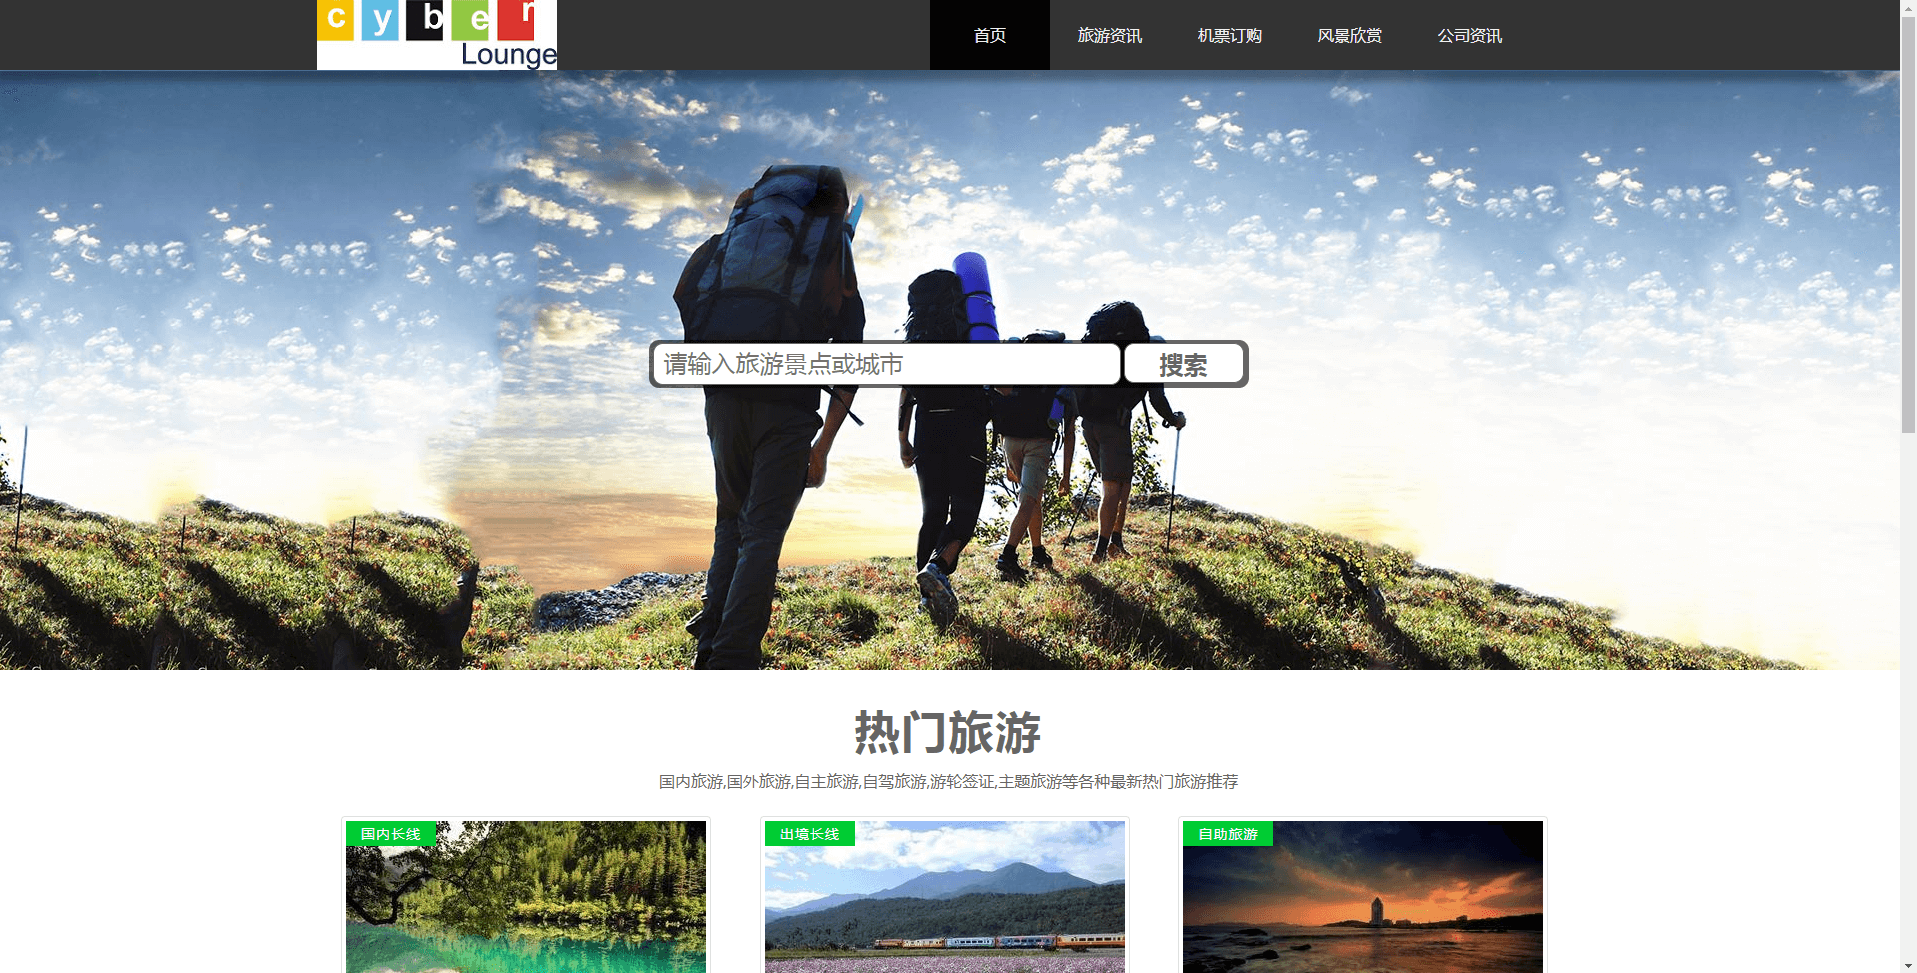 cyber
Lounge
首页 旅游资讯 机票订购 风景欣赏 公司资讯
请输入旅游景点或城市 搜索
热门旅游
国内旅游,国外旅游,自主旅游,自驾旅游,游轮签证,主题旅游等各种最新热门旅游推荐
国内长线 出境长线 自助旅游